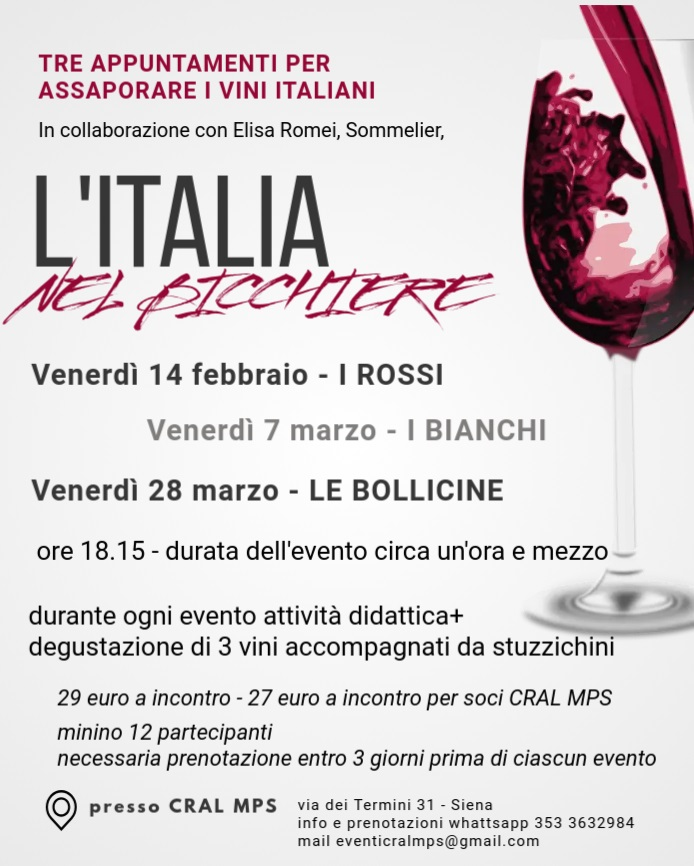 TRE APPUNTAMENTI PER
ASSAPORARE I VINI ITALIANI
In collaborazione con Elisa Romei, Sommelier,
L'ITALIA
NEL BICCHIERE
Venerdì 14 febbraio - I ROSSI
Venerdì 7 marzo - I BIANCHI
Venerdì 28 marzo - LE BOLLICINE
ore 18.15 - durata dell'evento circa un'ora e mezzo
durante ogni evento attività didattica+
degustazione di 3 vini accompagnati da stuzzichini
29 euro a incontro - 27 euro a incontro per soci CRAL MPS
minino 12 partecipanti
necessaria prenotazione entro 3 giorni prima di ciascun evento
presso CRAL MPS
via dei Termini 31 - Siena
info e prenotazioni whattsapp 353 3632984
mail eventicralmps@gmail.com